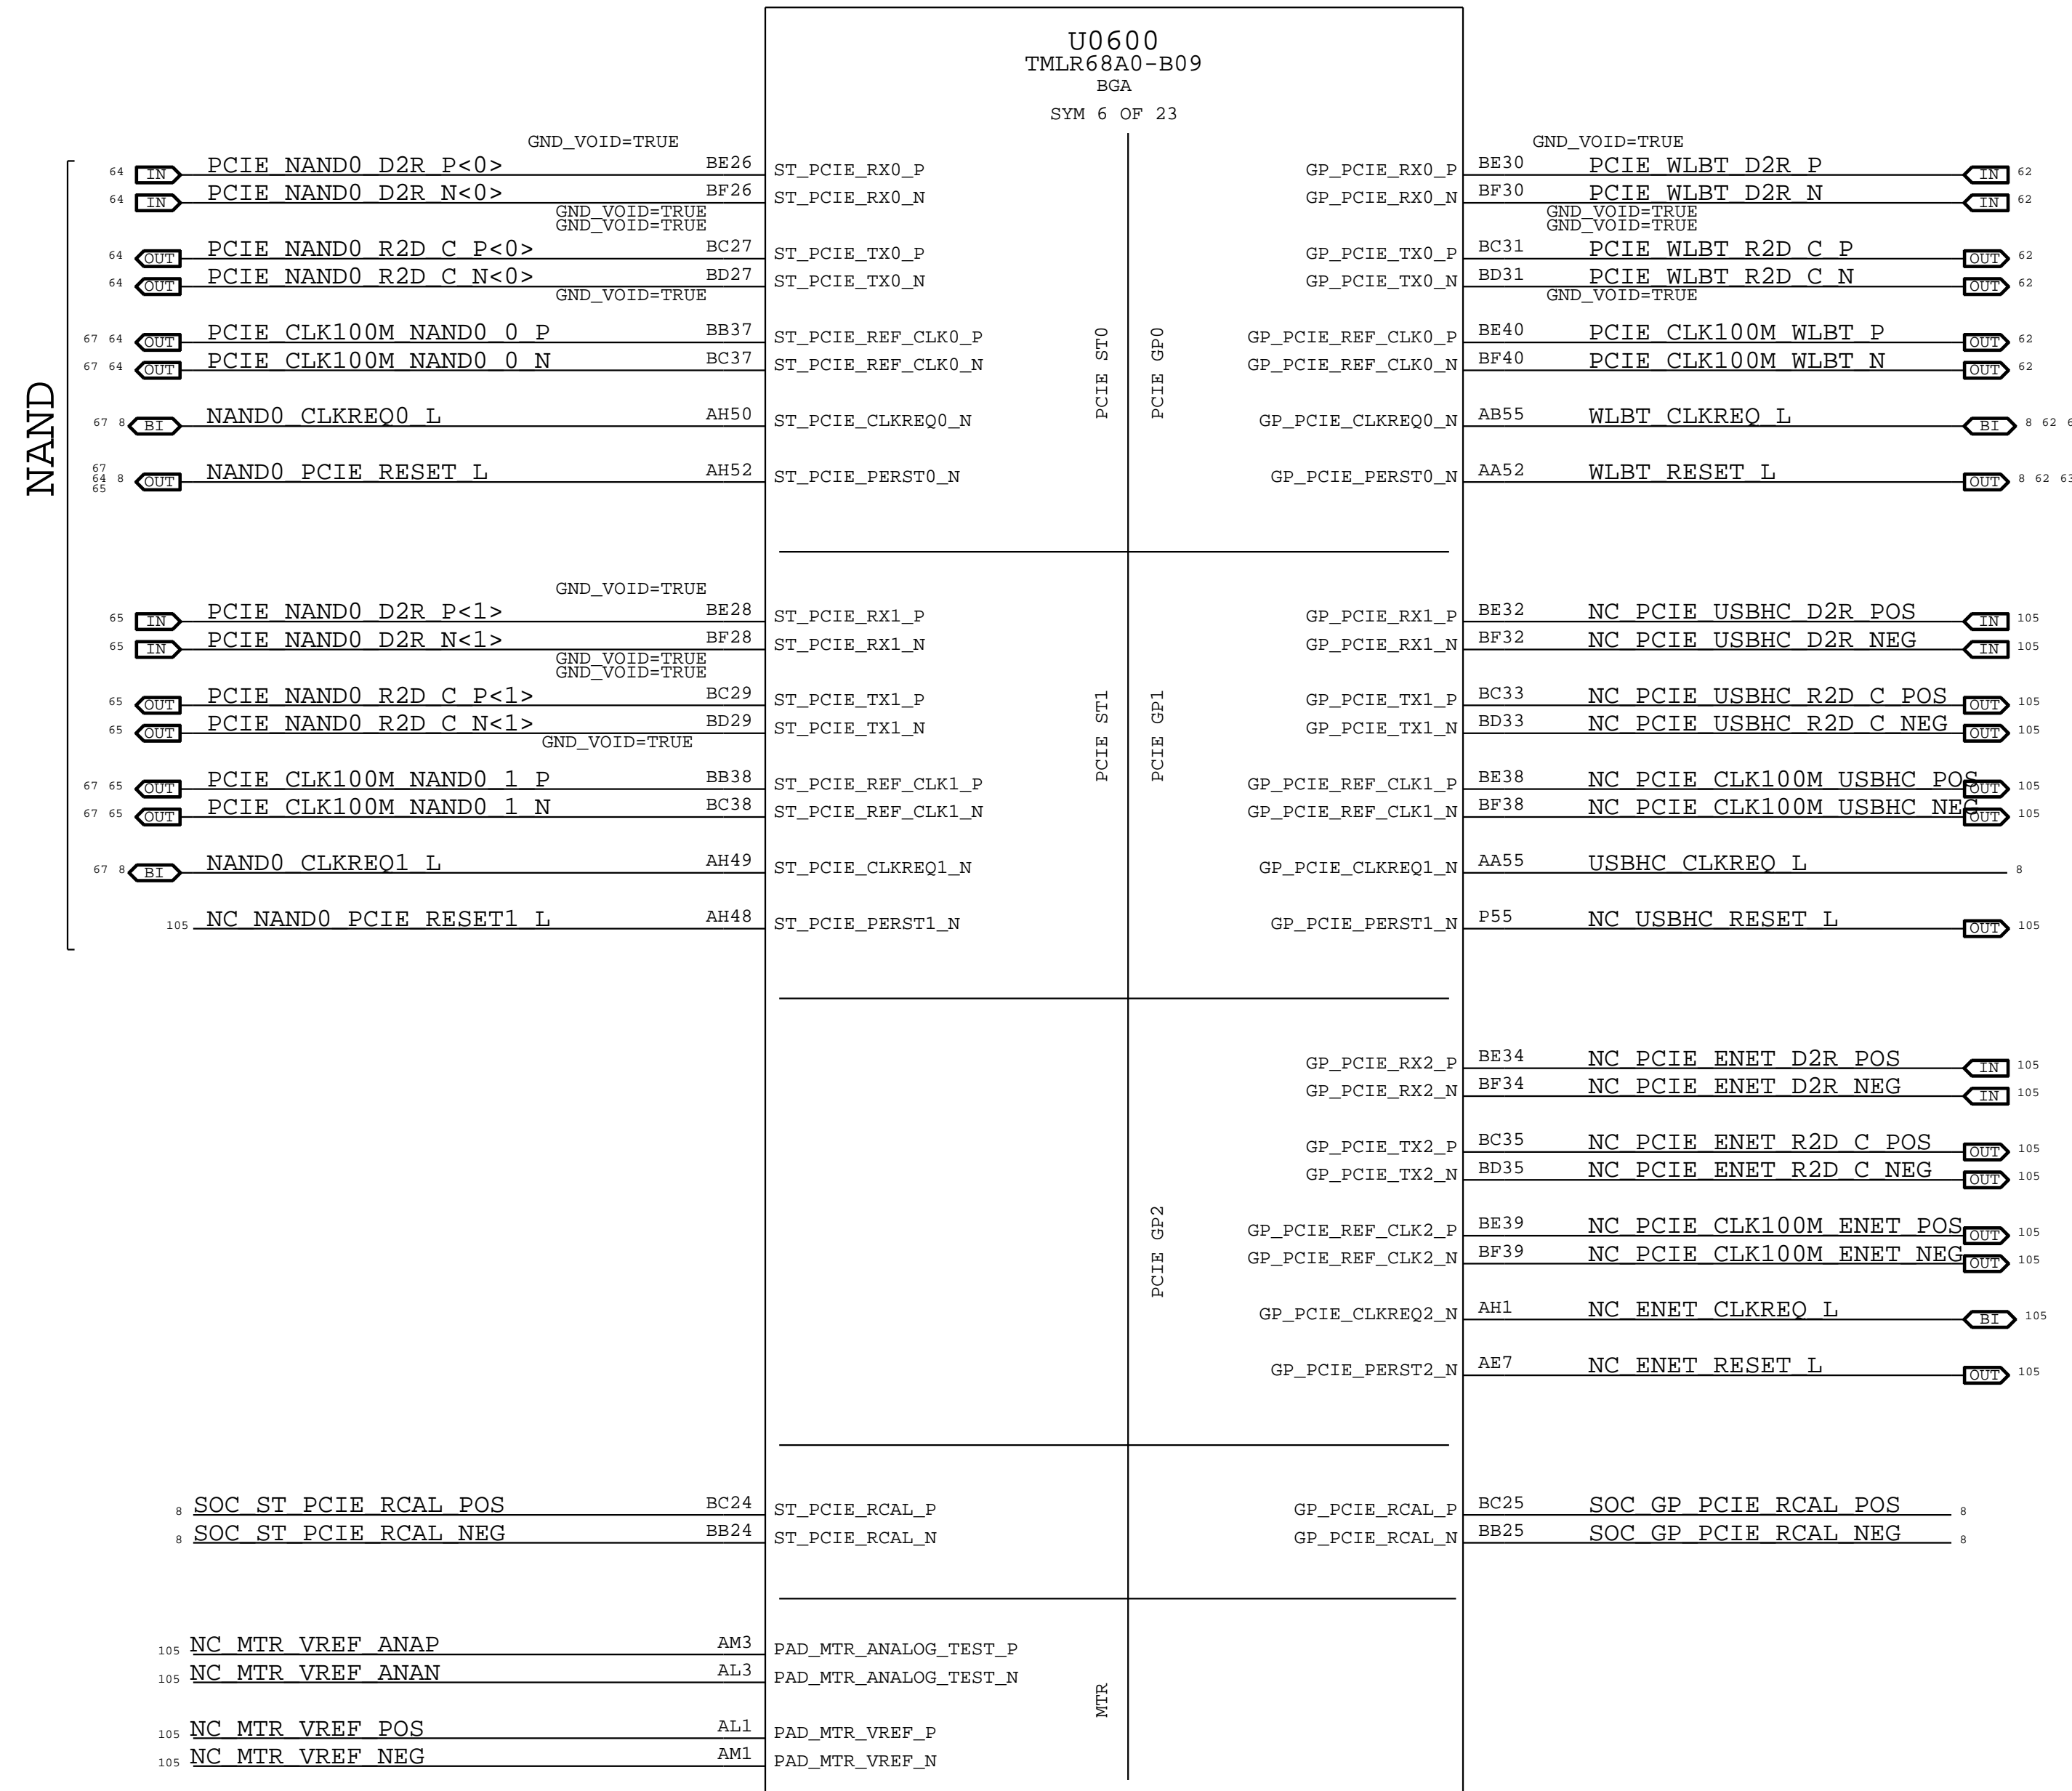 U0600
TMLR68A0-B09
BGA
SYM 6 OF 23
NAND
GND_VOID=TRUE
64 IN PCIE_NAND0_D2R_P<0> BE26 ST_PCIE_RX0_P
64 IN PCIE_NAND0_D2R_N<0> BF26 ST_PCIE_RX0_N
GND_VOID=TRUE
GND_VOID=TRUE
64 OUT PCIE_NAND0_R2D_C_P<0> BC27 ST_PCIE_TX0_P
64 OUT PCIE_NAND0_R2D_C_N<0> BD27 ST_PCIE_TX0_N
GND_VOID=TRUE
67 64 OUT PCIE_CLK100M_NAND0_0_P BB37 ST_PCIE_REF_CLK0_P
67 64 OUT PCIE_CLK100M_NAND0_0_N BC37 ST_PCIE_REF_CLK0_N
67 8 BI NAND0_CLKREQ0_L AH50 ST_PCIE_CLKREQ0_N
67
64 8 OUT NAND0_PCIE_RESET_L AH52 ST_PCIE_PERST0_N
65
PCIE ST0
GND_VOID=TRUE
65 IN PCIE_NAND0_D2R_P<1> BE28 ST_PCIE_RX1_P
65 IN PCIE_NAND0_D2R_N<1> BF28 ST_PCIE_RX1_N
GND_VOID=TRUE
GND_VOID=TRUE
65 OUT PCIE_NAND0_R2D_C_P<1> BC29 ST_PCIE_TX1_P
65 OUT PCIE_NAND0_R2D_C_N<1> BD29 ST_PCIE_TX1_N
GND_VOID=TRUE
67 65 OUT PCIE_CLK100M_NAND0_1_P BB38 ST_PCIE_REF_CLK1_P
67 65 OUT PCIE_CLK100M_NAND0_1_N BC38 ST_PCIE_REF_CLK1_N
67 8 BI NAND0_CLKREQ1_L AH49 ST_PCIE_CLKREQ1_N
105 NC_NAND0_PCIE_RESET1_L AH48 ST_PCIE_PERST1_N
PCIE ST1
8 SOC_ST_PCIE_RCAL_POS BC24 ST_PCIE_RCAL_P
8 SOC_ST_PCIE_RCAL_NEG BB24 ST_PCIE_RCAL_N
105 NC_MTR_VREF_ANAP AM3 PAD_MTR_ANALOG_TEST_P
105 NC_MTR_VREF_ANAN AL3 PAD_MTR_ANALOG_TEST_N
105 NC_MTR_VREF_POS AL1 PAD_MTR_VREF_P
105 NC_MTR_VREF_NEG AM1 PAD_MTR_VREF_N
MTR
GND_VOID=TRUE
GP_PCIE_RX0_P BE30 PCIE_WLBT_D2R_P IN 62
GP_PCIE_RX0_N BF30 PCIE_WLBT_D2R_N IN 62
GND_VOID=TRUE
GND_VOID=TRUE
GP_PCIE_TX0_P BC31 PCIE_WLBT_R2D_C_P OUT 62
GP_PCIE_TX0_N BD31 PCIE_WLBT_R2D_C_N OUT 62
GND_VOID=TRUE
GP_PCIE_REF_CLK0_P BE40 PCIE_CLK100M_WLBT_P OUT 62
GP_PCIE_REF_CLK0_N BF40 PCIE_CLK100M_WLBT_N OUT 62
GP_PCIE_CLKREQ0_N AB55 WLBT_CLKREQ_L BI 8 62
GP_PCIE_PERST0_N AA52 WLBT_RESET_L OUT 8 62 63
PCIE GP0
GP_PCIE_RX1_P BE32 NC_PCIE_USBHC_D2R_POS IN 105
GP_PCIE_RX1_N BF32 NC_PCIE_USBHC_D2R_NEG IN 105
GP_PCIE_TX1_P BC33 NC_PCIE_USBHC_R2D_C_POS OUT 105
GP_PCIE_TX1_N BD33 NC_PCIE_USBHC_R2D_C_NEG OUT 105
GP_PCIE_REF_CLK1_P BE38 NC_PCIE_CLK100M_USBHC_POS OUT 105
GP_PCIE_REF_CLK1_N BF38 NC_PCIE_CLK100M_USBHC_NEG OUT 105
GP_PCIE_CLKREQ1_N AA55 USBHC_CLKREQ_L 8
GP_PCIE_PERST1_N P55 NC_USBHC_RESET_L OUT 105
PCIE GP1
GP_PCIE_RX2_P BE34 NC_PCIE_ENET_D2R_POS IN 105
GP_PCIE_RX2_N BF34 NC_PCIE_ENET_D2R_NEG IN 105
GP_PCIE_TX2_P BC35 NC_PCIE_ENET_R2D_C_POS OUT 105
GP_PCIE_TX2_N BD35 NC_PCIE_ENET_R2D_C_NEG OUT 105
GP_PCIE_REF_CLK2_P BE39 NC_PCIE_CLK100M_ENET_POS OUT 105
GP_PCIE_REF_CLK2_N BF39 NC_PCIE_CLK100M_ENET_NEG OUT 105
GP_PCIE_CLKREQ2_N AH1 NC_ENET_CLKREQ_L BI 105
GP_PCIE_PERST2_N AE7 NC_ENET_RESET_L OUT 105
PCIE GP2
GP_PCIE_RCAL_P BC25 SOC_GP_PCIE_RCAL_POS 8
GP_PCIE_RCAL_N BB25 SOC_GP_PCIE_RCAL_NEG 8